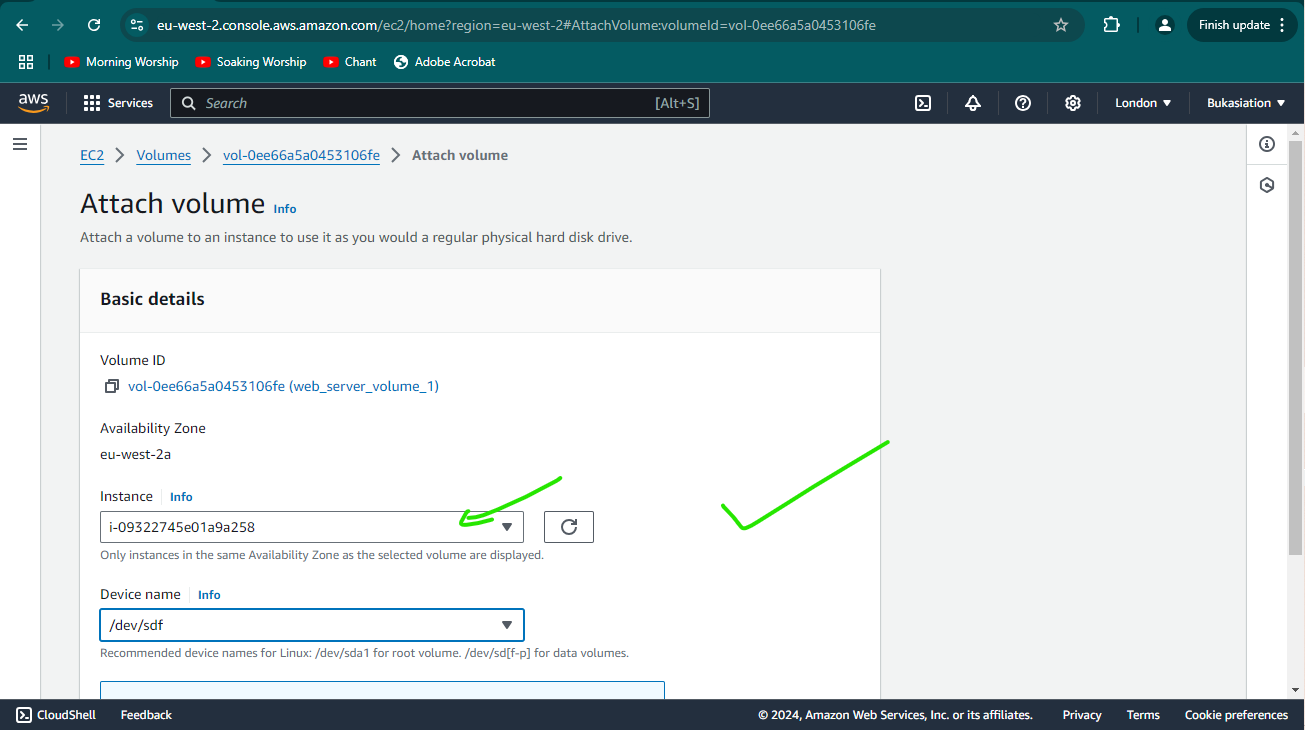 eu-west-2.console.aws.amazon.com/ec2/home?region=eu-west-2#AttachVolume:volumeId=vol-0ee66a5a0453106fe
Finish update
Morning Worship
Soaking Worship
Chant
Adobe Acrobat
aws
Services
Search
[Alt+S]
London
Bukasiation
EC2
Volumes
vol-0ee66a5a0453106fe
Attach volume
Attach volume Info
Attach a volume to an instance to use it as you would a regular physical hard disk drive.
Basic details
Volume ID
vol-0ee66a5a0453106fe (web_server_volume_1)
Availability Zone
eu-west-2a
Instance Info
i-09322745e01a9a258
Only instances in the same Availability Zone as the selected volume are displayed.
Device name Info
/dev/sdf
Recommended device names for Linux: /dev/sda1 for root volume. /dev/sd[f-p] for data volumes.
CloudShell
Feedback
© 2024, Amazon Web Services, Inc. or its affiliates.
Privacy
Terms
Cookie preferences